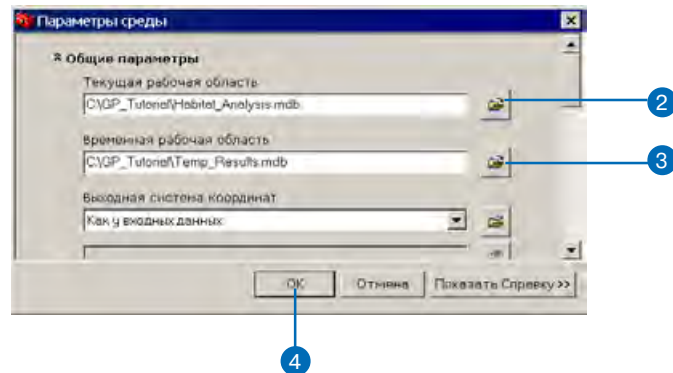 Параметры среды
Общие параметры
Текущая рабочая область
C:\GP_Tutorial\Habitat_Analysis.mdb
2
Временная рабочая область
C:\GP_Tutorial\Temp_Results.mdb
3
Выходная система координат
Как у входных данных
OK Отмена Показать Справку >>
4